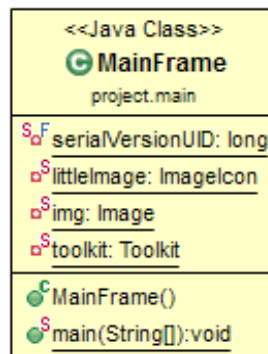 <<Java Class>>
C MainFrame
project.main
S F serialVersionUID: long
S littleImage: ImageIcon
S img: Image
S toolkit: Toolkit
C MainFrame()
S main(String[]):void